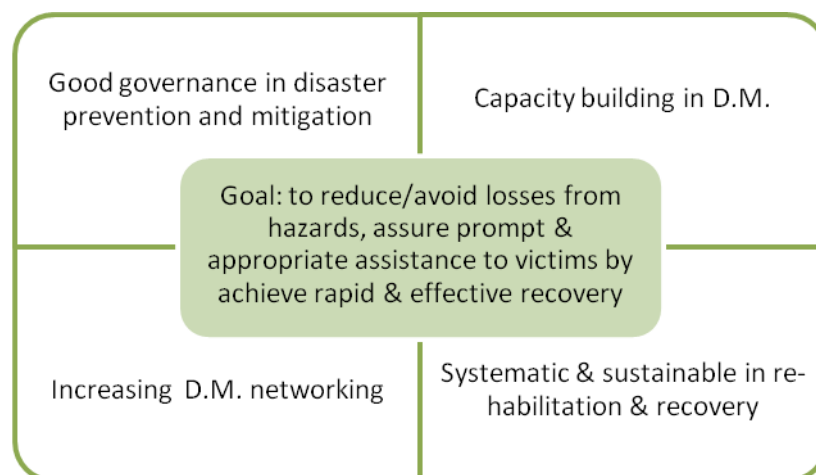 Good governance in disaster
prevention and mitigation
Capacity building in D.M.
Goal: to reduce/avoid losses from
hazards, assure prompt &
appropriate assistance to victims by
achieve rapid & effective recovery
Increasing D.M. networking
Systematic & sustainable in re-
habilitation & recovery